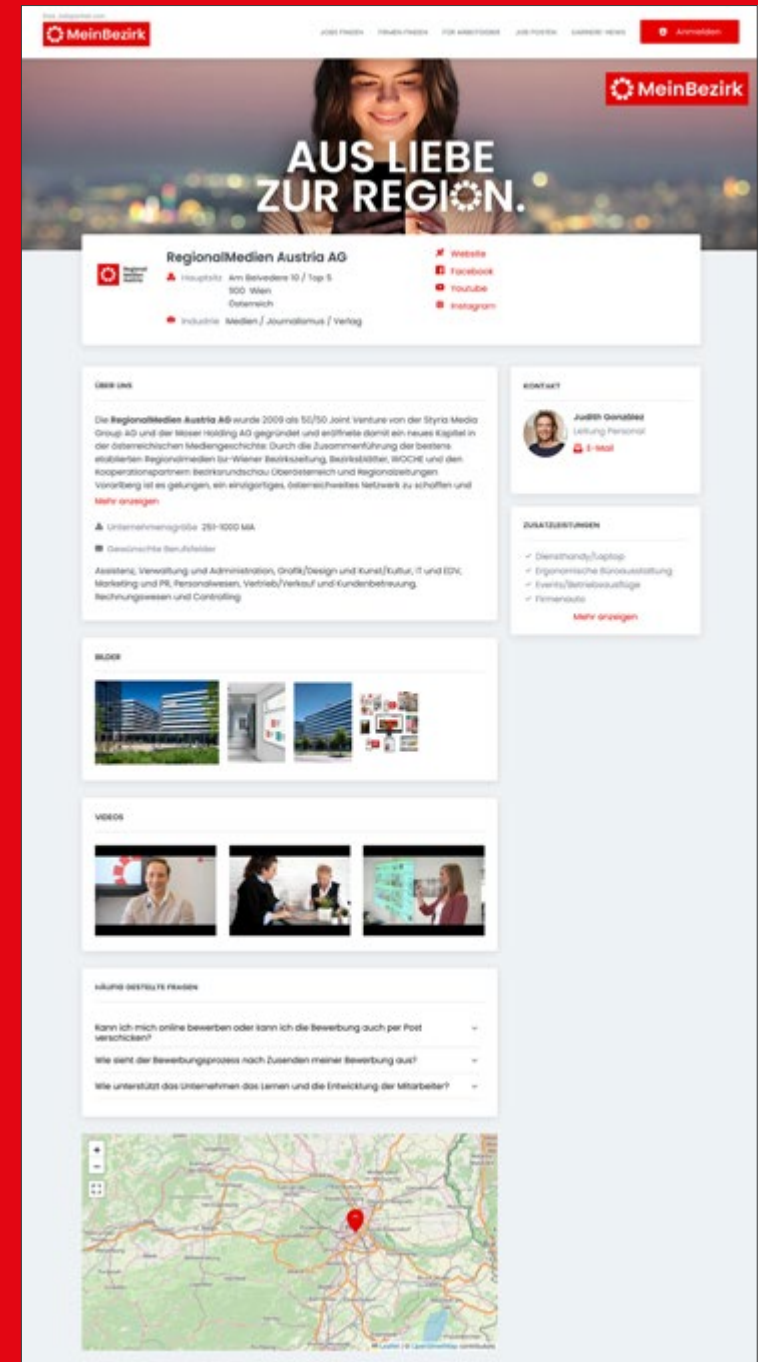 MeinBezirk
JOBS FINDEN FIRMEN FINDEN FÜR ARBEITGEBER JOB POSTEN KARRIERE-NEWS Anmelden
MeinBezirk
AUS LIEBE
ZUR REGION.
Regional
Medien
Austria
RegionalMedien Austria AG
Hauptsitz Am Belvedere 10 / Top 5
1100 Wien
Österreich
Industrie Medien / Journalismus / Verlag
Website
Facebook
Youtube
Instagram
ÜBER UNS
Die RegionalMedien Austria AG wurde 2009 als 50/50 Joint Venture von der Styria Media
Group AG und der Moser Holding AG gegründet und eröffnete damit ein neues Kapitel in
der österreichischen Mediengeschichte: Durch die Zusammenführung der bestens
etablierten Regionalmedien bz-Wiener Bezirkszeitung, Bezirksblätter, WOCHE und den
Kooperationspartnern Bezirksrundschau Oberösterreich und Regionalzeitungen
Vorarlberg ist es gelungen, ein einzigartiges, österreichweites Netzwerk zu schaffen und
Mehr anzeigen
Unternehmensgröße 251-1000 MA
Gewünschte Berufsfelder
Assistenz, Verwaltung und Administration, Grafik/Design und Kunst/Kultur, IT und EDV,
Marketing und PR, Personalwesen, Vertrieb/Verkauf und Kundenbetreuung,
Rechnungswesen und Controlling
KONTAKT
Judith González
Leitung Personal
E-Mail
ZUSATZLEISTUNGEN
Diensthandy/Laptop
Ergonomische Büroausstattung
Events/Betriebsausflüge
Firmenauto
Mehr anzeigen
BILDER
VIDEOS
HÄUFIG GESTELLTE FRAGEN
Kann ich mich online bewerben oder kann ich die Bewerbung auch per Post
verschicken?
Wie sieht der Bewerbungsprozess nach Zusenden meiner Bewerbung aus?
Wie unterstützt das Unternehmen das Lernen und die Entwicklung der Mitarbeiter?
+
−
Leaflet | © OpenStreetMap contributors